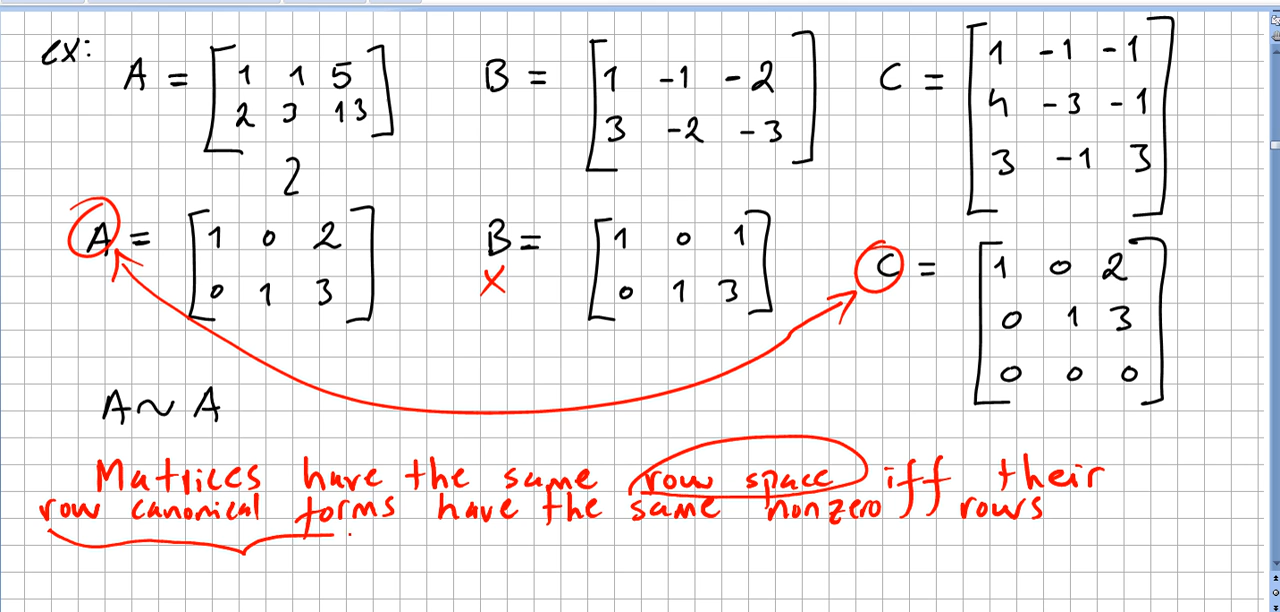 ex:
A = [ 1 1 5
2 3 13 ]
2
B = [ 1 -1 -2
3 -2 -3 ]
C = [ 1 -1 -1
4 -3 -1
3 -1 3 ]
A = [ 1 0 2
0 1 3 ]
B = [ 1 0 1
0 1 3 ]
X
C = [ 1 0 2
0 1 3
0 0 0 ]
A ~ A
Matrices have the same row space iff their
row canonical forms have the same nonzero rows